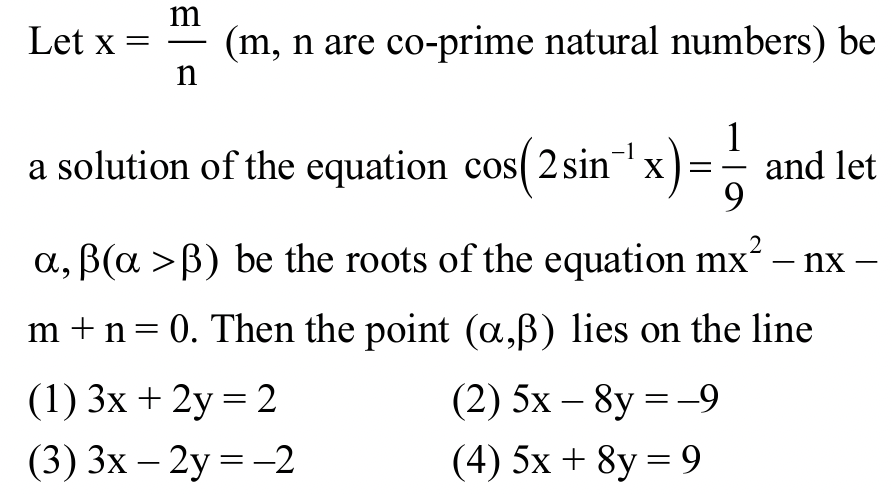 Let x = m/n (m, n are co-prime natural numbers) be
a solution of the equation cos(2 sin⁻¹ x) = 1/9 and let
α, β(α > β) be the roots of the equation mx² – nx –
m + n = 0. Then the point (α,β) lies on the line
(1) 3x + 2y = 2 (2) 5x – 8y = –9
(3) 3x – 2y = –2 (4) 5x + 8y = 9